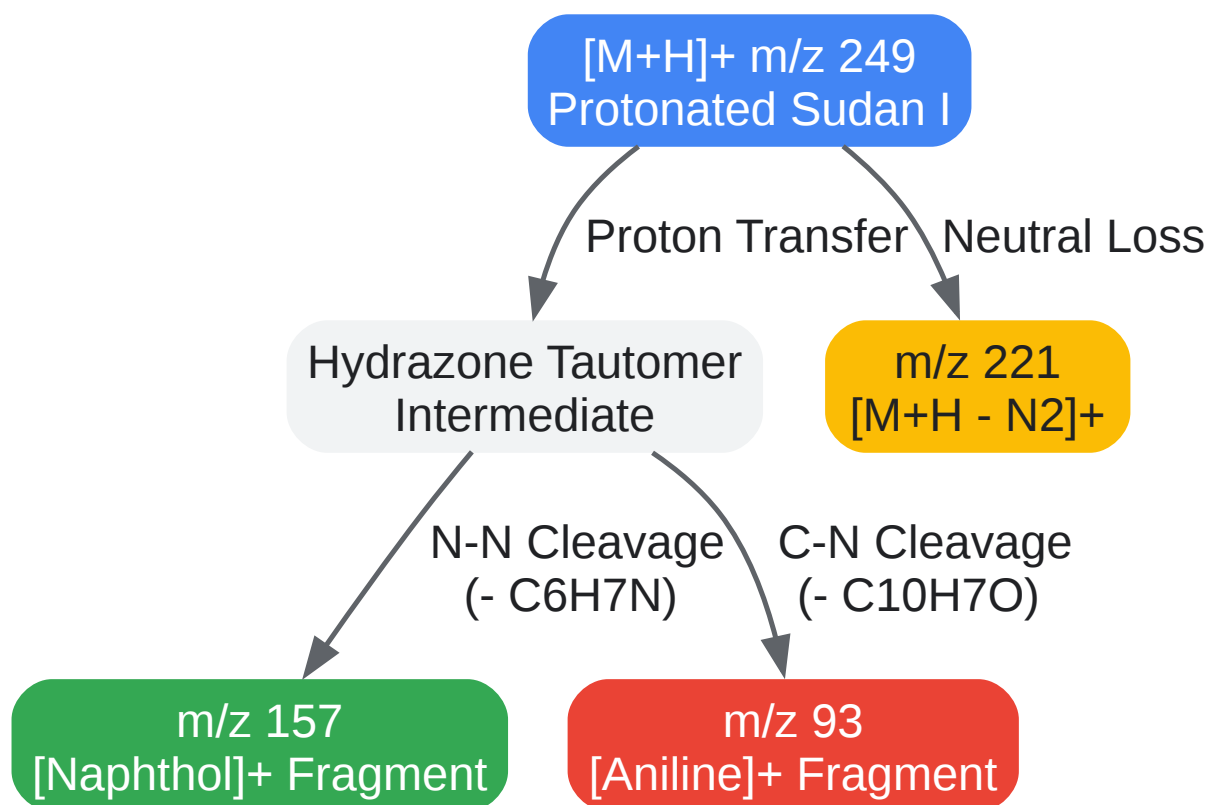 [M+H]+ m/z 249
Protonated Sudan I
Proton Transfer
Neutral Loss
Hydrazone Tautomer
Intermediate
m/z 221
[M+H - N2]+
N-N Cleavage
(- C6H7N)
C-N Cleavage
(- C10H7O)
m/z 157
[Naphthol]+ Fragment
m/z 93
[Aniline]+ Fragment